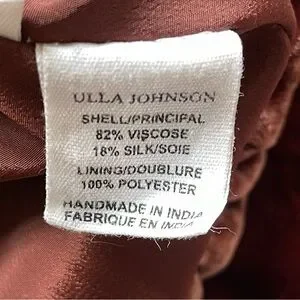 ULLA JOHNSON
SHELL/PRINCIPAL
82% VISCOSE
18% SILK/SOIE
LINING/DOUBLURE
100% POLYESTER
HANDMADE IN INDIA
FABRIQUE EN INDIA